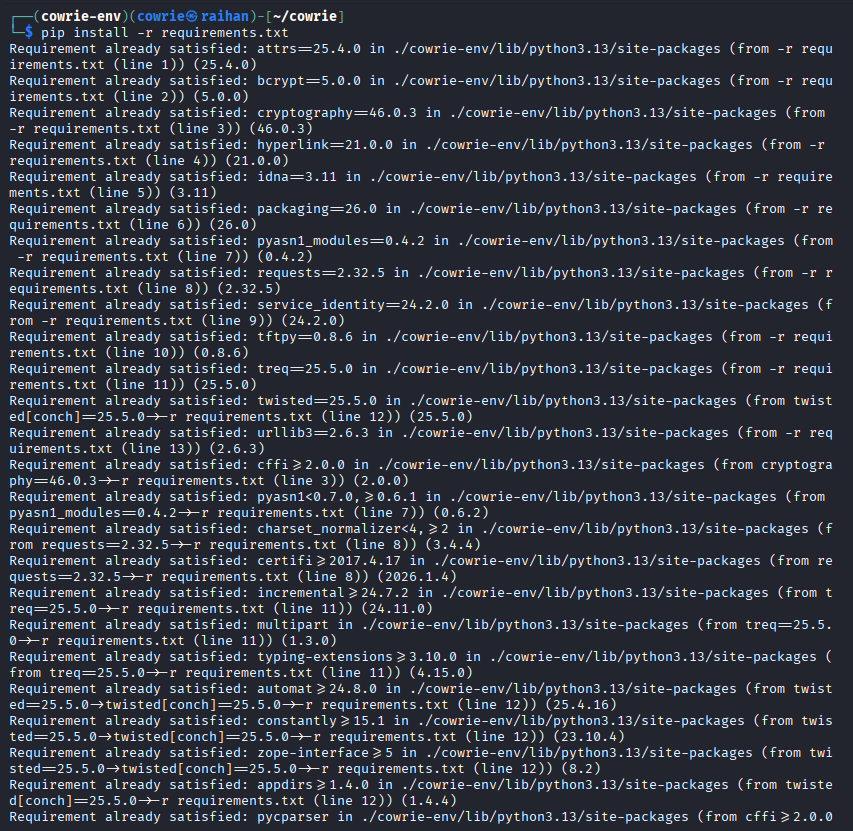 ┌──(cowrie-env)(cowrie㉿raihan)-[~/cowrie]
└─$ pip install -r requirements.txt
Requirement already satisfied: attrs==25.4.0 in ./cowrie-env/lib/python3.13/site-packages (from -r requ
irements.txt (line 1)) (25.4.0)
Requirement already satisfied: bcrypt==5.0.0 in ./cowrie-env/lib/python3.13/site-packages (from -r requ
irements.txt (line 2)) (5.0.0)
Requirement already satisfied: cryptography==46.0.3 in ./cowrie-env/lib/python3.13/site-packages (from
-r requirements.txt (line 3)) (46.0.3)
Requirement already satisfied: hyperlink==21.0.0 in ./cowrie-env/lib/python3.13/site-packages (from -r
requirements.txt (line 4)) (21.0.0)
Requirement already satisfied: idna==3.11 in ./cowrie-env/lib/python3.13/site-packages (from -r require
ments.txt (line 5)) (3.11)
Requirement already satisfied: packaging==26.0 in ./cowrie-env/lib/python3.13/site-packages (from -r re
quirements.txt (line 6)) (26.0)
Requirement already satisfied: pyasn1_modules==0.4.2 in ./cowrie-env/lib/python3.13/site-packages (from
 -r requirements.txt (line 7)) (0.4.2)
Requirement already satisfied: requests==2.32.5 in ./cowrie-env/lib/python3.13/site-packages (from -r r
equirements.txt (line 8)) (2.32.5)
Requirement already satisfied: service_identity==24.2.0 in ./cowrie-env/lib/python3.13/site-packages (f
rom -r requirements.txt (line 9)) (24.2.0)
Requirement already satisfied: tftpy==0.8.6 in ./cowrie-env/lib/python3.13/site-packages (from -r requi
rements.txt (line 10)) (0.8.6)
Requirement already satisfied: treq==25.5.0 in ./cowrie-env/lib/python3.13/site-packages (from -r requi
rements.txt (line 11)) (25.5.0)
Requirement already satisfied: twisted==25.5.0 in ./cowrie-env/lib/python3.13/site-packages (from twist
ed[conch]==25.5.0->-r requirements.txt (line 12)) (25.5.0)
Requirement already satisfied: urllib3==2.6.3 in ./cowrie-env/lib/python3.13/site-packages (from -r req
uirements.txt (line 13)) (2.6.3)
Requirement already satisfied: cffi>=2.0.0 in ./cowrie-env/lib/python3.13/site-packages (from cryptogra
phy==46.0.3->-r requirements.txt (line 3)) (2.0.0)
Requirement already satisfied: pyasn1<0.7.0,>=0.6.1 in ./cowrie-env/lib/python3.13/site-packages (from
pyasn1_modules==0.4.2->-r requirements.txt (line 7)) (0.6.2)
Requirement already satisfied: charset_normalizer<4,>=2 in ./cowrie-env/lib/python3.13/site-packages (f
rom requests==2.32.5->-r requirements.txt (line 8)) (3.4.4)
Requirement already satisfied: certifi>=2017.4.17 in ./cowrie-env/lib/python3.13/site-packages (from re
quests==2.32.5->-r requirements.txt (line 8)) (2026.1.4)
Requirement already satisfied: incremental>=24.7.2 in ./cowrie-env/lib/python3.13/site-packages (from t
req==25.5.0->-r requirements.txt (line 11)) (24.11.0)
Requirement already satisfied: multipart in ./cowrie-env/lib/python3.13/site-packages (from treq==25.5.
0->-r requirements.txt (line 11)) (1.3.0)
Requirement already satisfied: typing-extensions>=3.10.0 in ./cowrie-env/lib/python3.13/site-packages (
from treq==25.5.0->-r requirements.txt (line 11)) (4.15.0)
Requirement already satisfied: automat>=24.8.0 in ./cowrie-env/lib/python3.13/site-packages (from twist
ed==25.5.0->twisted[conch]==25.5.0->-r requirements.txt (line 12)) (25.4.16)
Requirement already satisfied: constantly>=15.1 in ./cowrie-env/lib/python3.13/site-packages (from twis
ted==25.5.0->twisted[conch]==25.5.0->-r requirements.txt (line 12)) (23.10.4)
Requirement already satisfied: zope-interface>=5 in ./cowrie-env/lib/python3.13/site-packages (from twi
sted==25.5.0->twisted[conch]==25.5.0->-r requirements.txt (line 12)) (8.2)
Requirement already satisfied: appdirs>=1.4.0 in ./cowrie-env/lib/python3.13/site-packages (from twiste
d[conch]==25.5.0->-r requirements.txt (line 12)) (1.4.4)
Requirement already satisfied: pycparser in ./cowrie-env/lib/python3.13/site-packages (from cffi>=2.0.0